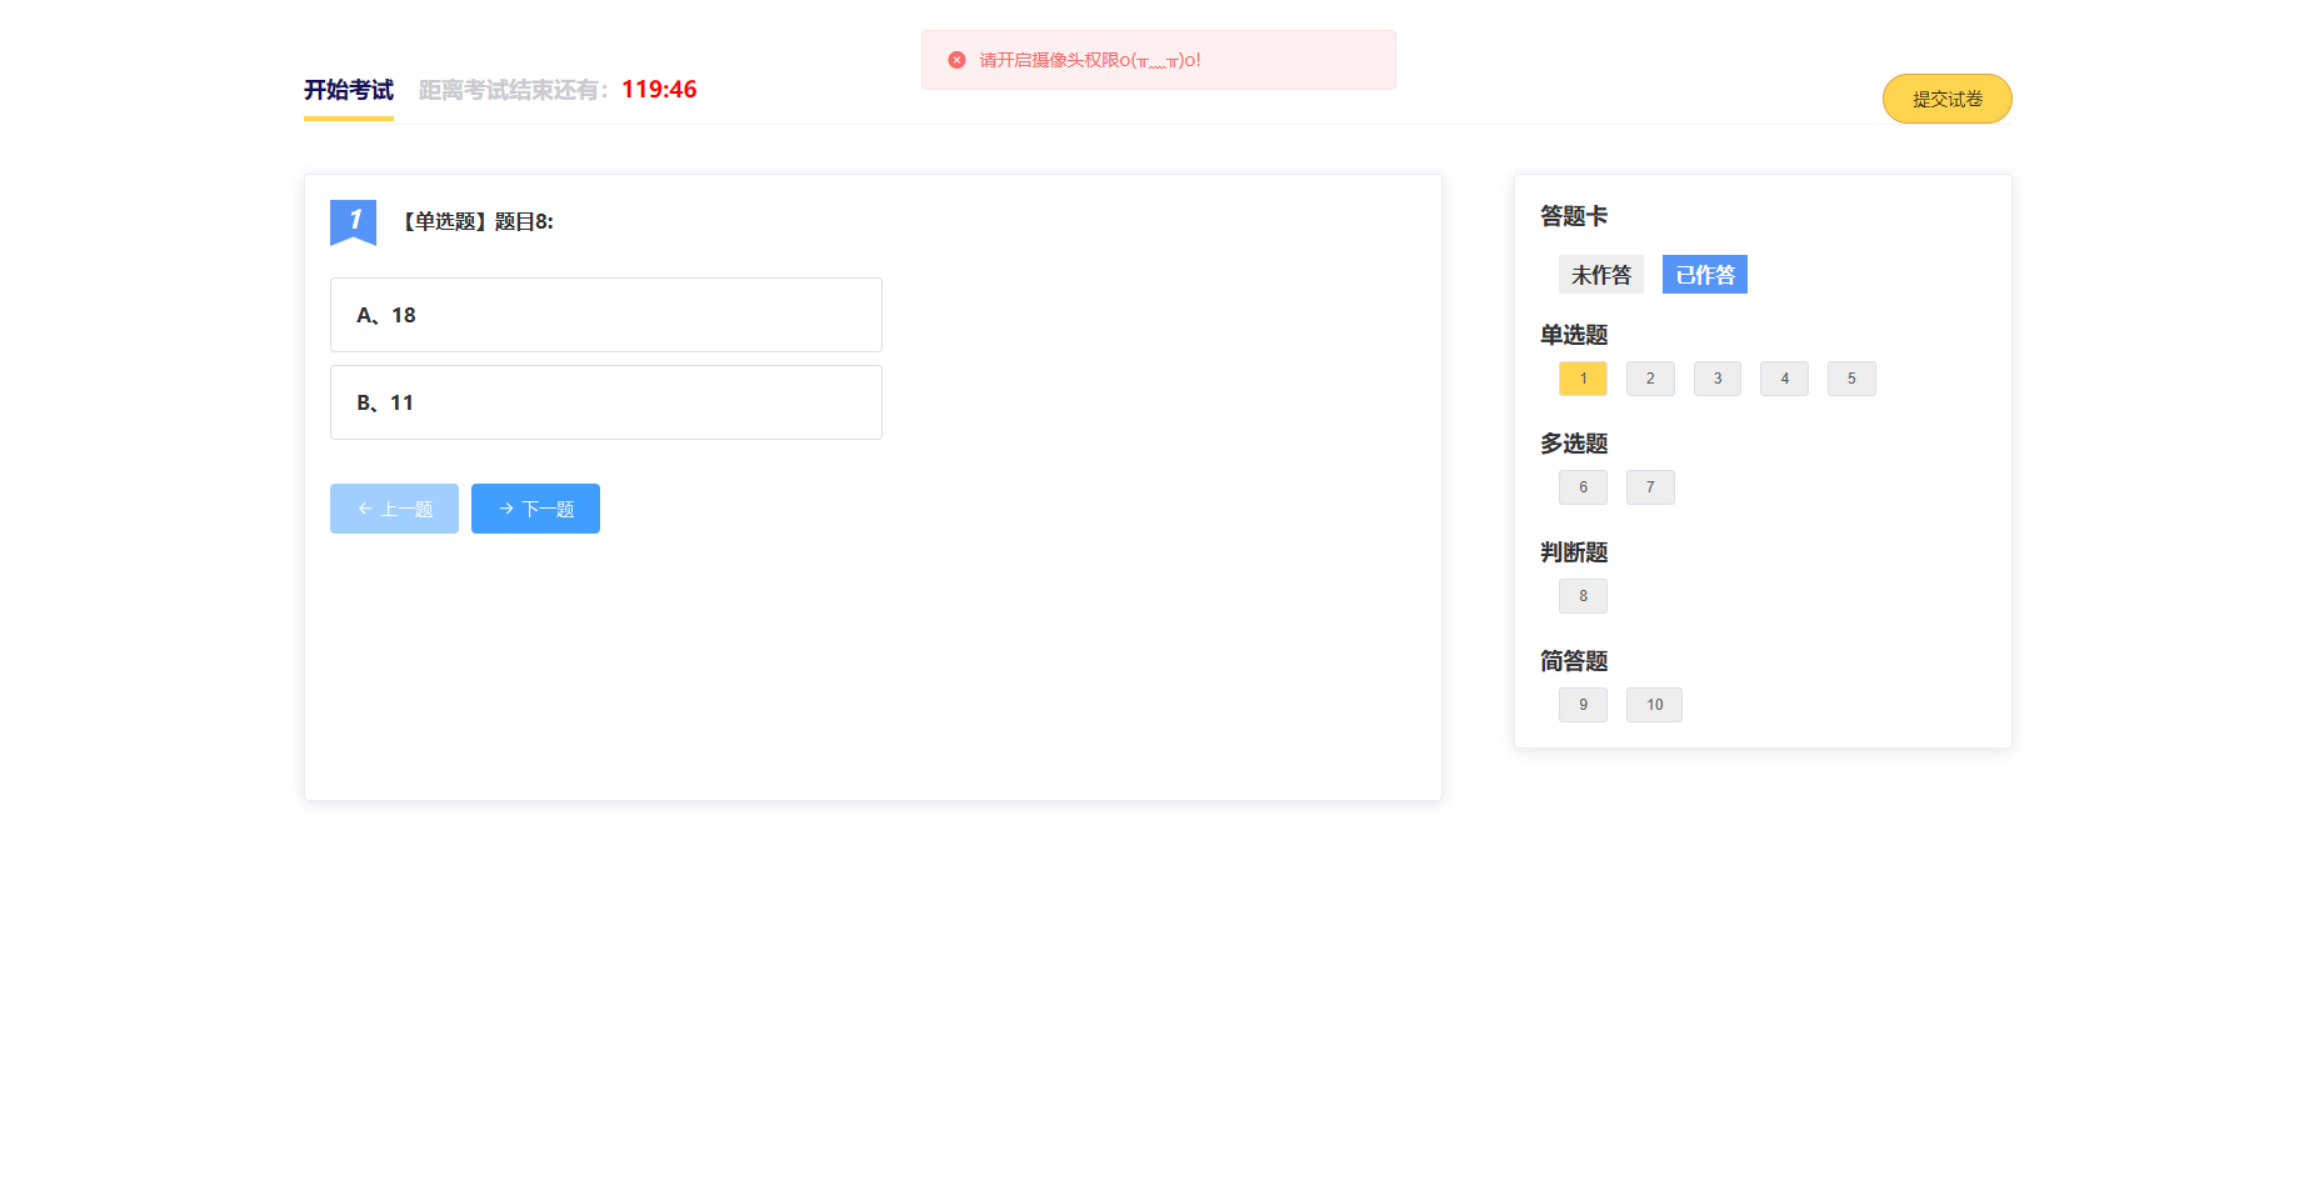 请开启摄像头权限o(╥﹏╥)o!
开始考试 距离考试结束还有： 119:46
提交试卷
1 【单选题】题目8:
A、18
B、11
← 上一题 → 下一题
答题卡
未作答 已作答
单选题
1 2 3 4 5
多选题
6 7
判断题
8
简答题
9 10